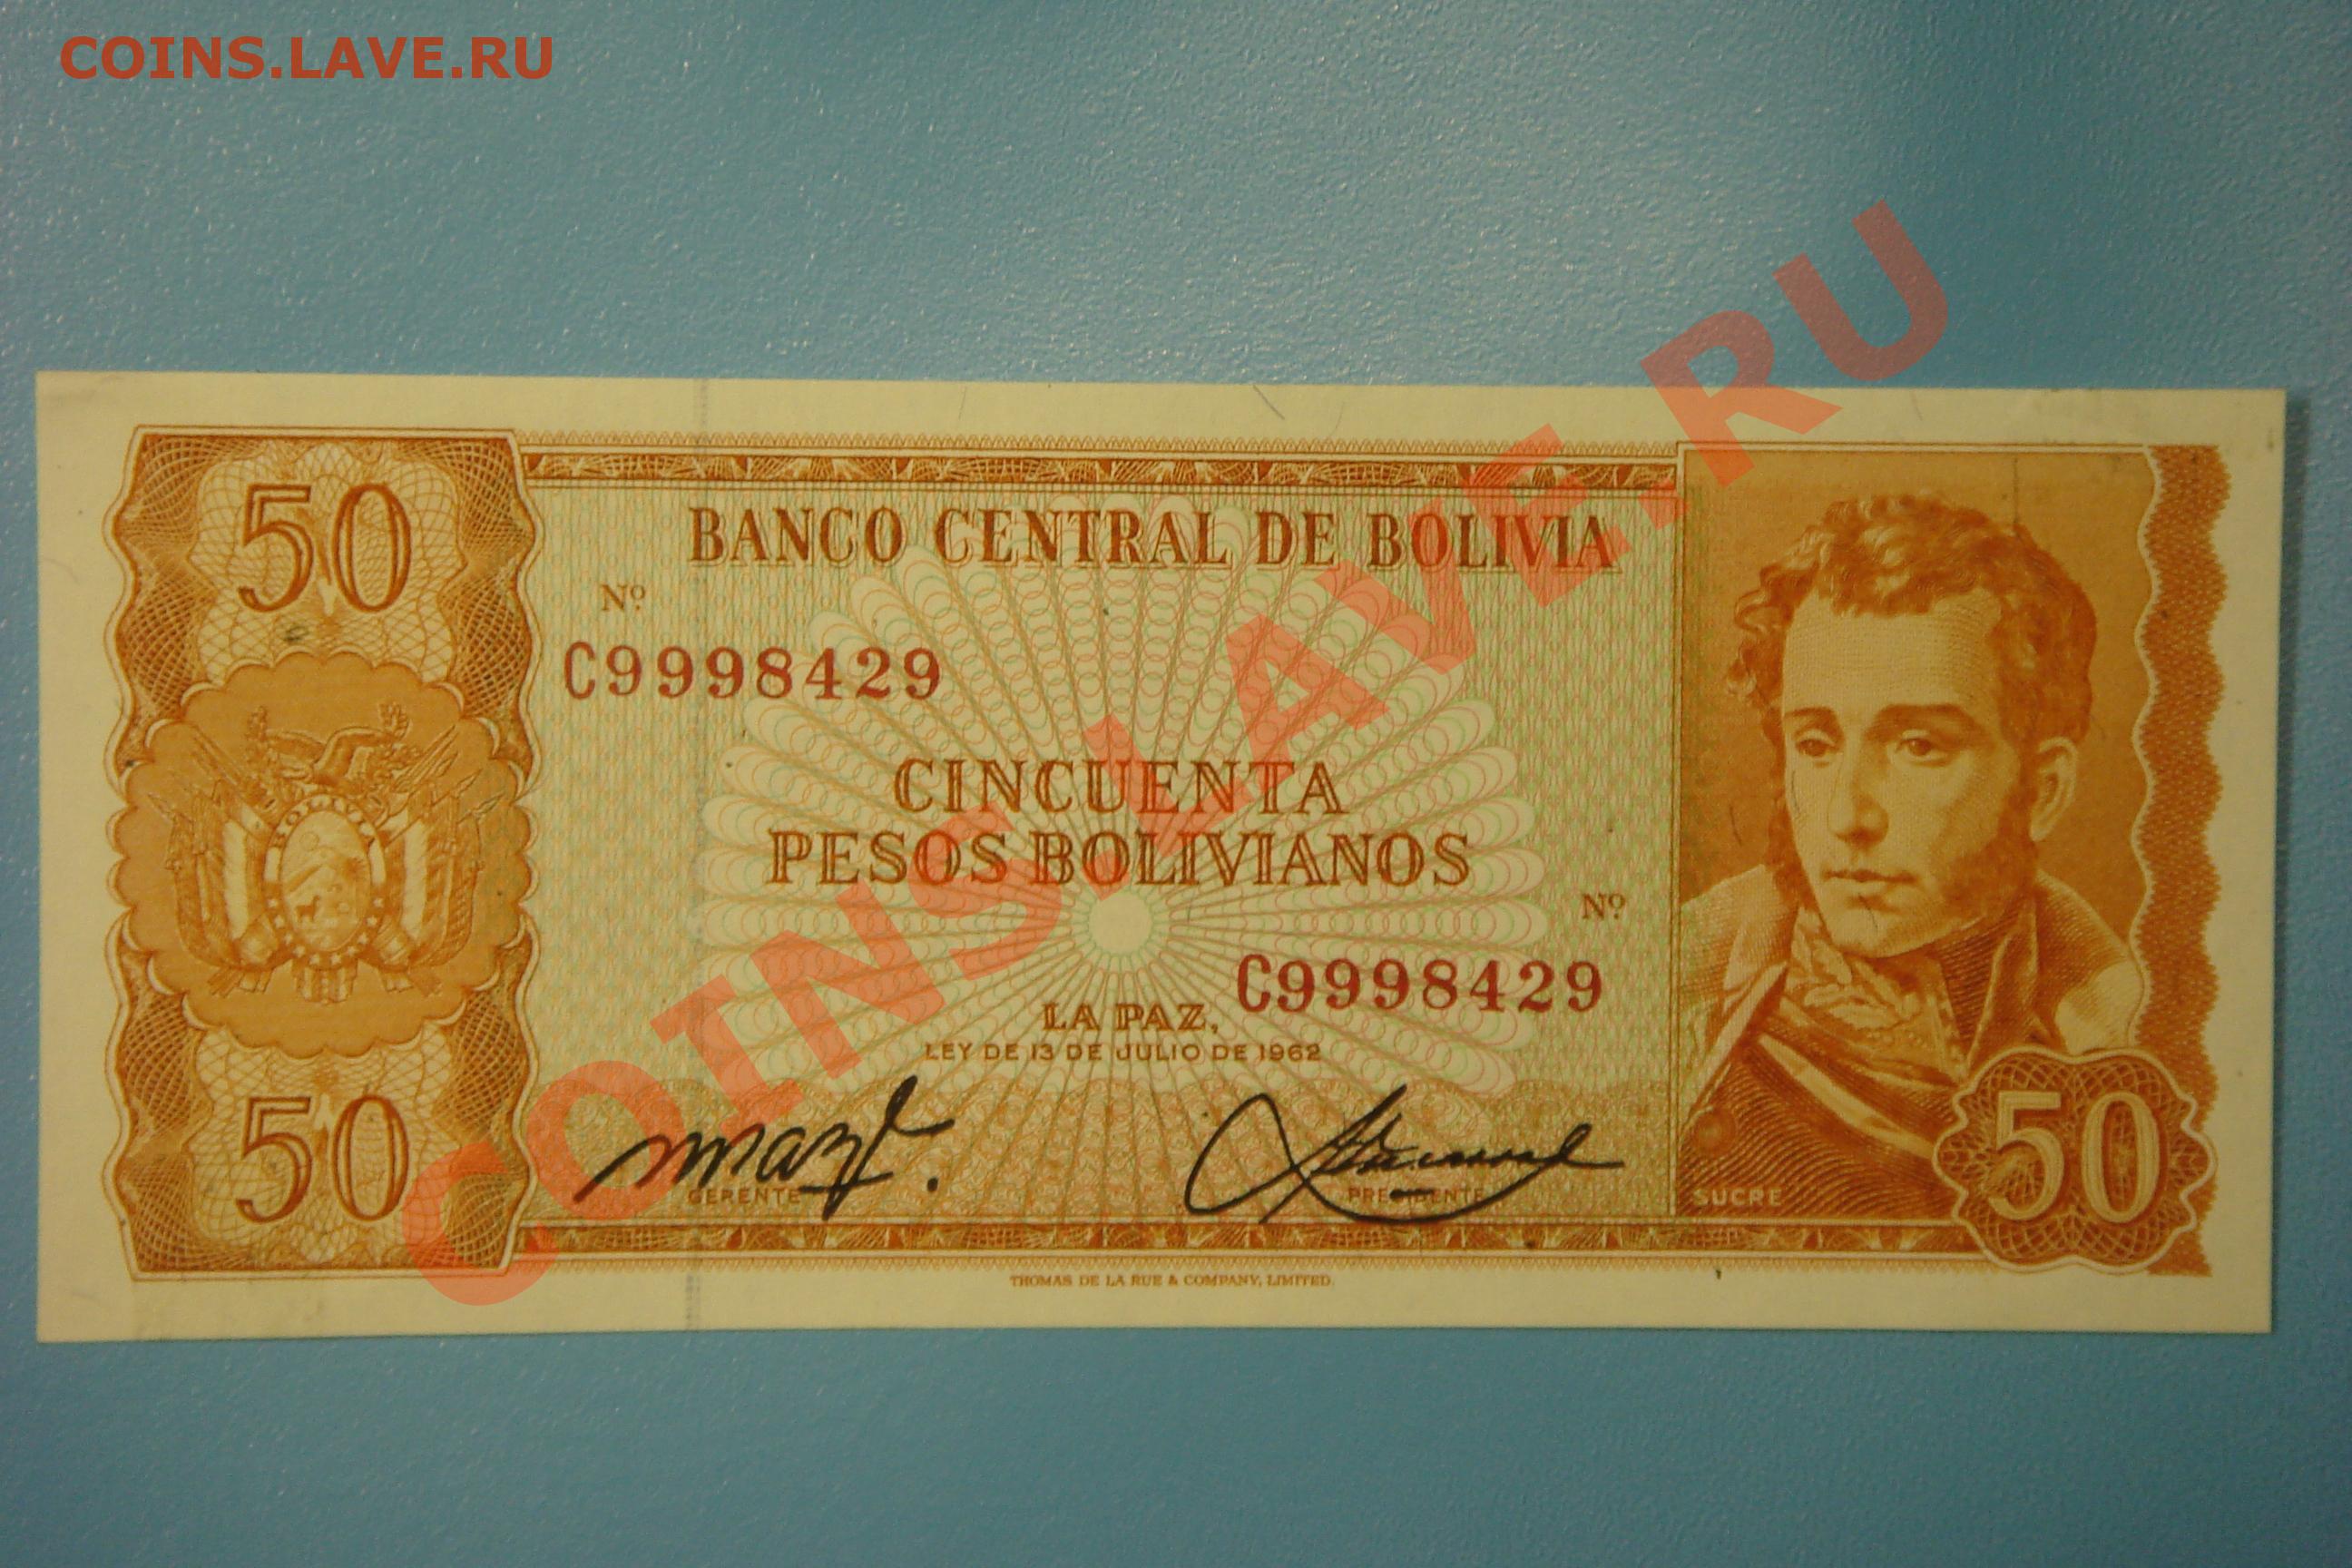 COINS.LAVE.RU
50
BANCO CENTRAL DE BOLIVIA
Nº
C9998429
CINCUENTA
PESOS BOLIVIANOS
BOLIVIA
Nº
C9998429
LA PAZ,
LEY DE 13 DE JULIO DE 1962
50
GERENTE
PRESIDENTE
SUCRE
50
THOMAS DE LA RUE & COMPANY, LIMITED.
COINS.LAVE.RU